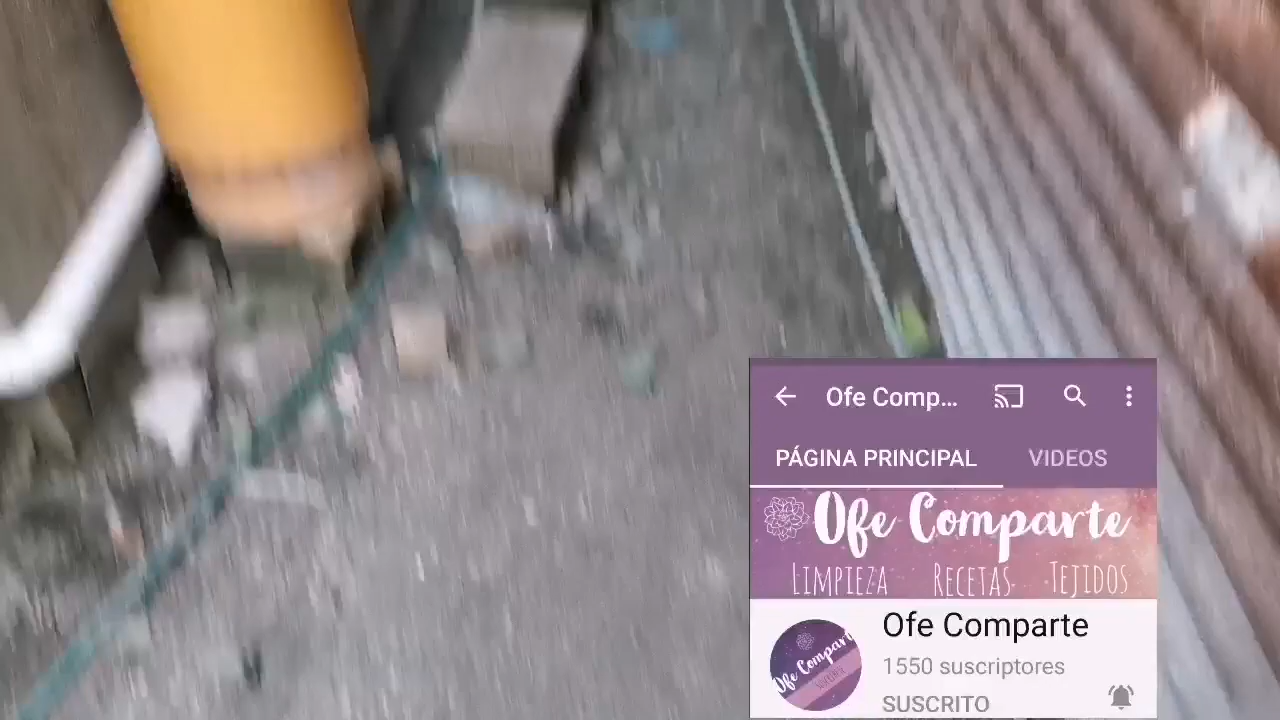 Ofe Comp...
PÁGINA PRINCIPAL VIDEOS
Ofe Comparte
LIMPIEZA RECETAS TEJIDOS
Ofe Comparte
1550 suscriptores
SUSCRITO